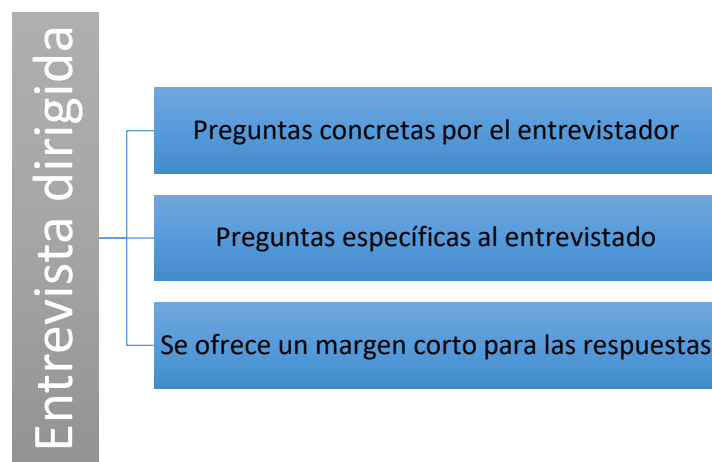 Entrevista dirigida
Preguntas concretas por el entrevistador
Preguntas específicas al entrevistado
Se ofrece un margen corto para las respuestas